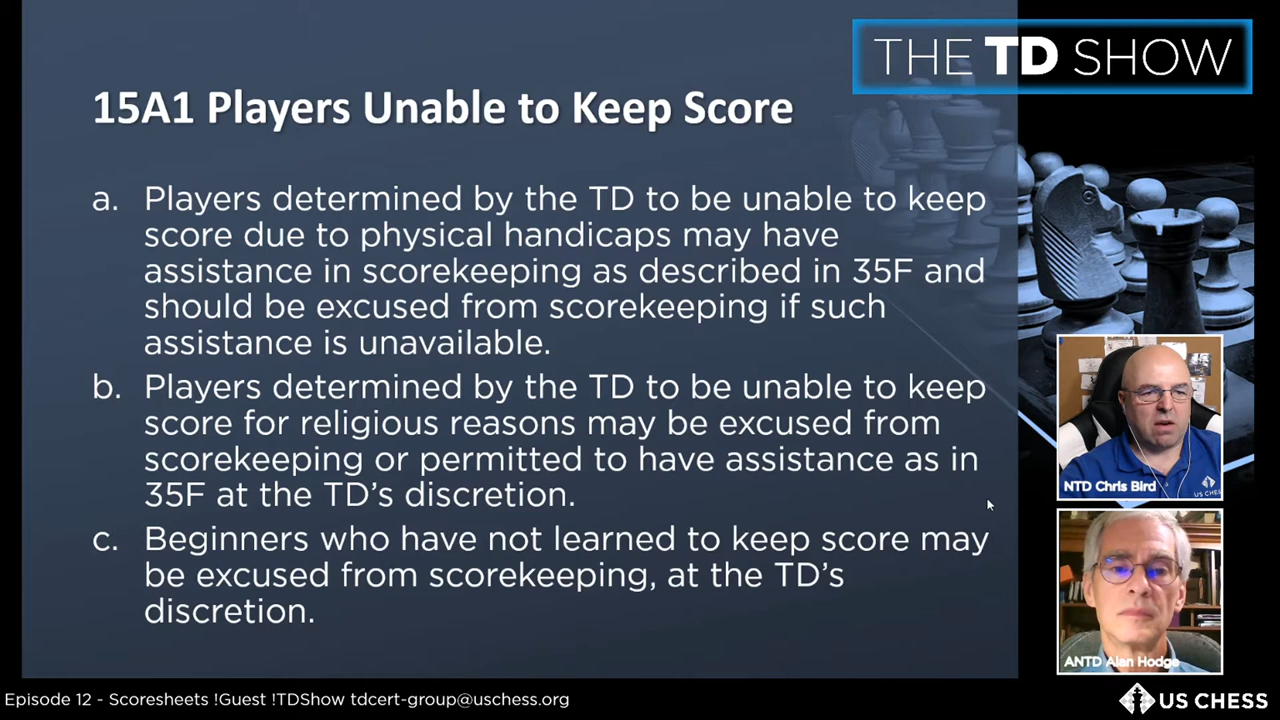 THE TD SHOW
15A1 Players Unable to Keep Score
a. Players determined by the TD to be unable to keep
score due to physical handicaps may have
assistance in scorekeeping as described in 35F and
should be excused from scorekeeping if such
assistance is unavailable.
b. Players determined by the TD to be unable to keep
score for religious reasons may be excused from
scorekeeping or permitted to have assistance as in
35F at the TD's discretion.
c. Beginners who have not learned to keep score may
be excused from scorekeeping, at the TD's
discretion.
NTD Chris Bird
US CHESS
ANTD Alan Hodge
Episode 12 - Scoresheets !Guest !TDShow tdcert-group@uschess.org
US CHESS